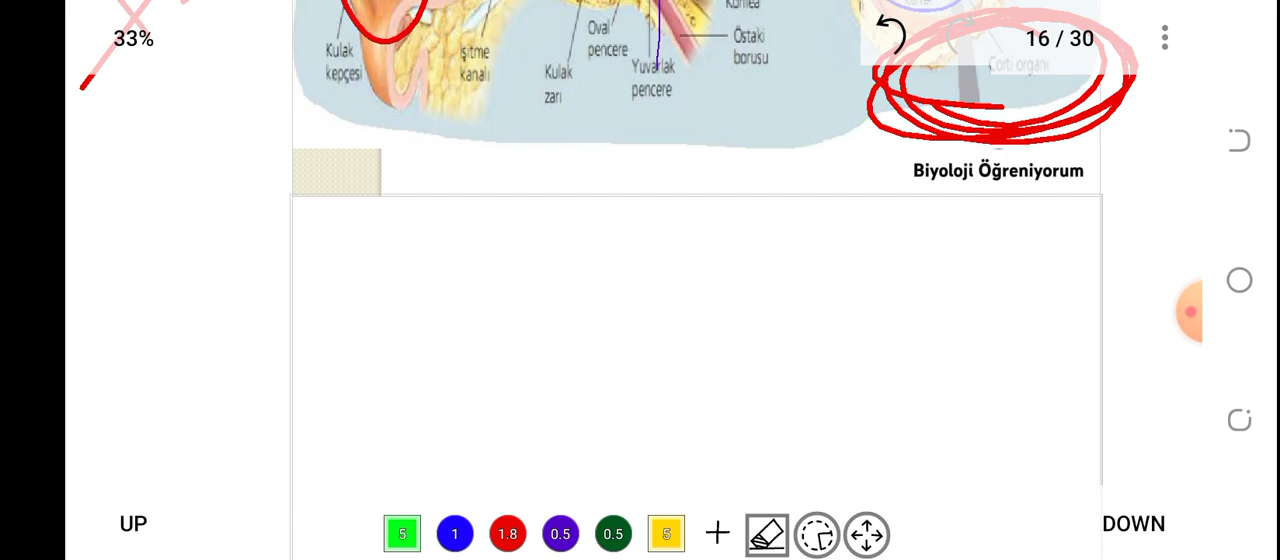 33%
16 / 30
Kulak
kepçesi
işitme
kanalı
Kulak
zarı
Oval
pencere
Yuvarlak
pencere
Östaki
borusu
Corti organı
Biyoloji Öğreniyorum
UP
5
1
1.8
0.5
0.5
5
DOWN